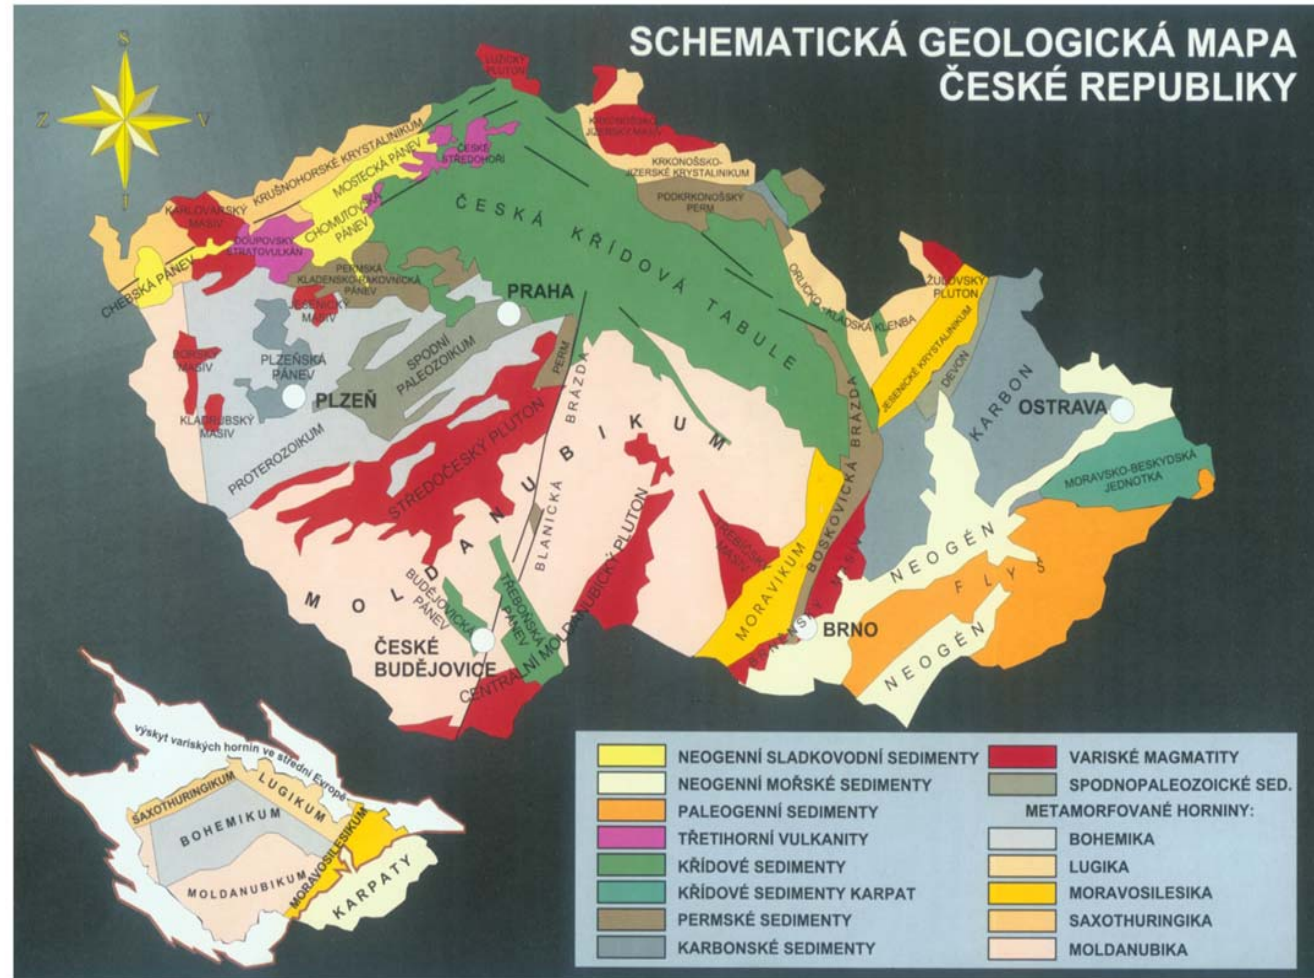 SCHEMATICKÁ GEOLOGICKÁ MAPA
ČESKÉ REPUBLIKY
S
Z
V
J
LUŽICKÝ
PLUTON
KRKONOŠSKO-
JIZERSKÝ MASIV
KRKONOŠSKO-
JIZERSKÉ KRYSTALINIKUM
PODKRKONOŠSKÝ
PERM
KRUŠNOHORSKÉ KRYSTALINIKUM
MOSTECKÁ PÁNEV
ČESKÉ
STŘEDOHOŘÍ
CHOMUTOVSKÁ
PÁNEV
KARLOVARSKÝ
MASIV
DOUPOVSKÝ
STRATOVULKÁN
CHEBSKÁ PÁNEV
PERMSKÁ
KLADENSKO-RAKOVNICKÁ
PÁNEV
JESENICKÝ
MASIV
ČESKÁ KŘÍDOVÁ TABULE
ORLICKO-KLADSKÁ KLENBA
ŽULOVSKÝ
PLUTON
JESENICKÉ KRYSTALINIKUM
DEVON
KARBON
PRAHA
BORSKÝ
MASIV
PLZEŇSKÁ
PÁNEV
PLZEŇ
KLADRUBSKÝ
MASIV
SPODNÍ
PALEOZOIKUM
PROTEROZOIKUM
PERM
BLANICKÁ BRÁZDA
STŘEDOČESKÝ PLUTON
MOLDANUBIKUM
BUDĚJOVICKÁ
PÁNEV
TŘEBOŇSKÁ
PÁNEV
ČESKÉ
BUDĚJOVICE
CENTRÁLNÍ MOLDANUBICKÝ PLUTON
TŘEBÍČSKÝ
MASIV
MORAVIKUM
BOSKOVICKÁ BRÁZDA
BRNĚNSKÝ MASIV
BRNO
OSTRAVA
MORAVSKO-BESKYDSKÁ
JEDNOTKA
NEOGÉN
FLYŠ
NEOGÉN
výskyt variských hornin ve střední Evropě
SAXOTHURINGIKUM
LUGIKUM
BOHEMIKUM
MOLDANUBIKUM
MORAVOSILESIKUM
KARPATY
NEOGENNÍ SLADKOVODNÍ SEDIMENTY
NEOGENNÍ MOŘSKÉ SEDIMENTY
PALEOGENNÍ SEDIMENTY
TŘETIHORNÍ VULKANITY
KŘÍDOVÉ SEDIMENTY
KŘÍDOVÉ SEDIMENTY KARPAT
PERMSKÉ SEDIMENTY
KARBONSKÉ SEDIMENTY
VARISKÉ MAGMATITY
SPODNOPALEOZOICKÉ SED.
METAMORFOVANÉ HORNINY:
BOHEMIKA
LUGIKA
MORAVOSILESIKA
SAXOTHURINGIKA
MOLDANUBIKA